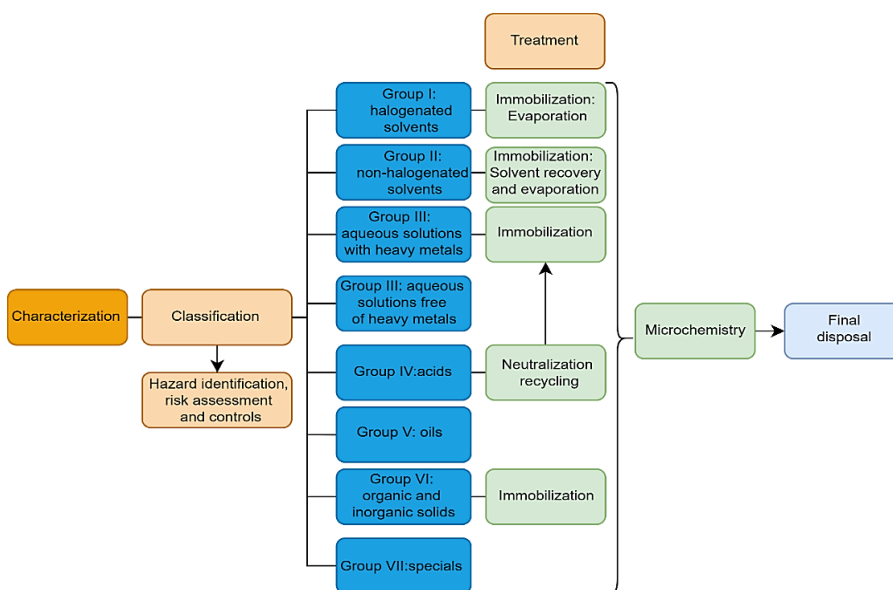 Treatment
Group I:
halogenated
solvents
Immobilization:
Evaporation
Group II:
non-halogenated
solvents
Immobilization:
Solvent recovery
and evaporation
Group III:
aqueous solutions
with heavy metals
Immobilization
Characterization
Classification
Group III: aqueous
solutions free
of heavy metals
Microchemistry
Final
disposal
Hazard identification,
risk assessment
and controls
Group IV:acids
Neutralization
recycling
Group V: oils
Group VI:
organic and
inorganic solids
Immobilization
Group VII:specials